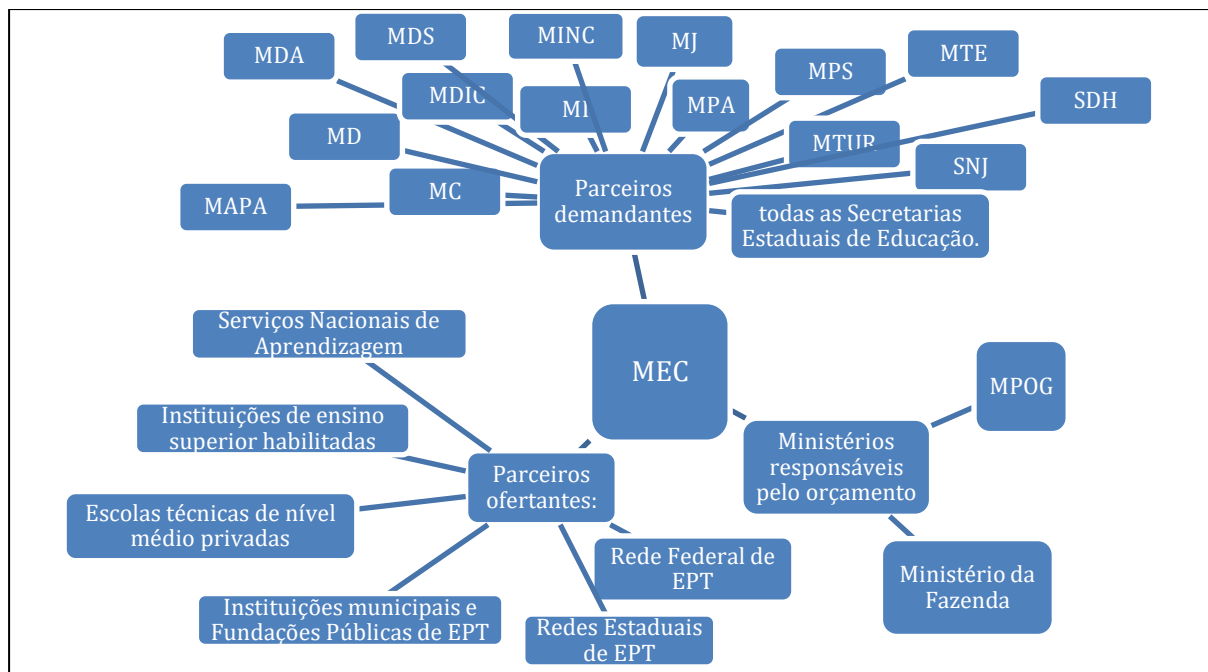 MDS
MINC
MJ
MTE
MDA
MPS
MDIC
MI
MPA
SDH
MD
MTUR
SNJ
MC
MAPA
Parceiros
demandantes
todas as Secretarias
Estaduais de Educação.
MEC
Serviços Nacionais de
Aprendizagem
MPOG
Instituições de ensino
superior habilitadas
Ministérios
responsáveis
pelo orçamento
Parceiros
ofertantes:
Escolas técnicas de nível
médio privadas
Rede Federal de
EPT
Ministério da
Fazenda
Instituições municipais e
Fundações Públicas de EPT
Redes Estaduais
de EPT